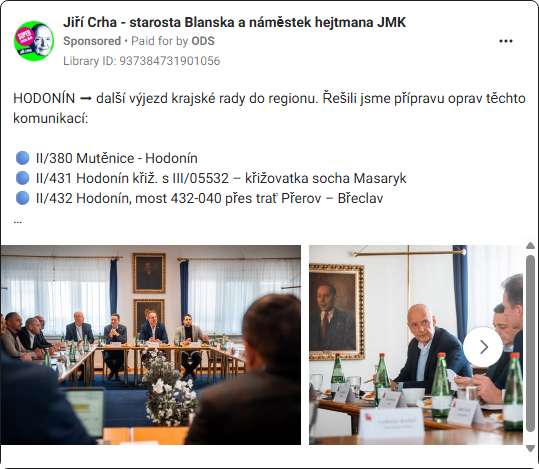 Jiří Crha - starosta Blanska a náměstek hejtmana JMK
Sponsored • Paid for by ODS
Library ID: 937384731901056
HODONÍN ➞ další výjezd krajské rady do regionu. Řešili jsme přípravu oprav těchto
komunikací:
II/380 Mutěnice - Hodonín
II/431 Hodonín křiž. s III/05532 – křižovatka socha Masaryk
II/432 Hodonín, most 432-040 přes trať Přerov – Břeclav
...